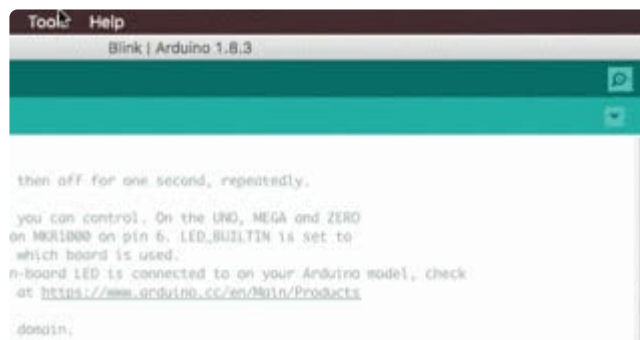 Tools Help
Blink | Arduino 1.8.3
then off for one second, repeatedly.
you can control. On the UNO, MEGA and ZERO
on MKR1000 on pin 6. LED_BUILTIN is set to
which board is used.
n-board LED is connected to on your Arduino model, check
at https://www.arduino.cc/en/Main/Products
domain.